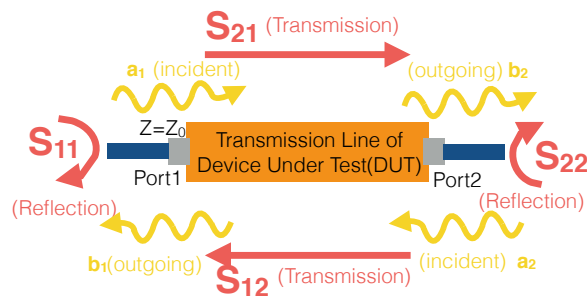 S21 (Transmission)
a1 (incident)
(outgoing) b2
Z=Z0
S11
Transmission Line of
Device Under Test(DUT)
S22
Port1
Port2
(Reflection)
(Reflection)
b1(outgoing)
(incident) a2
S12 (Transmission)